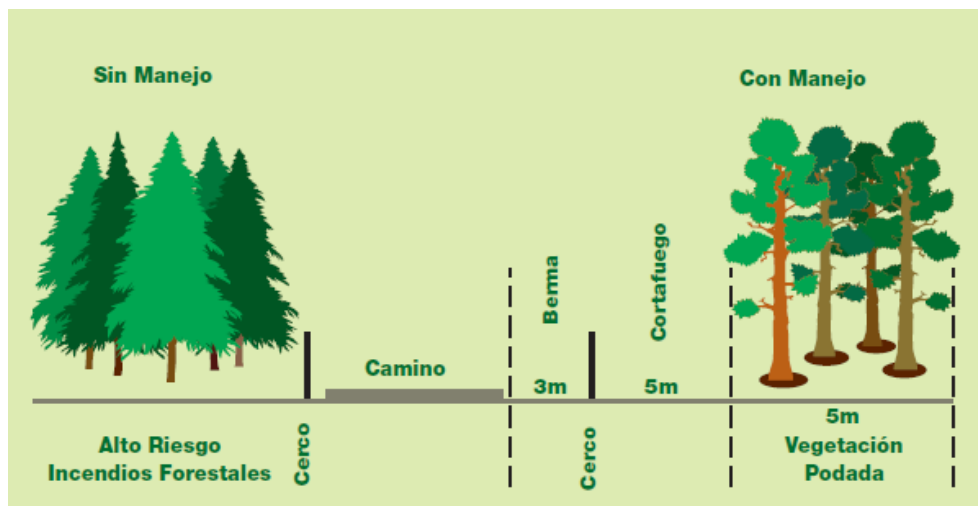 Sin Manejo
Con Manejo
Berma
Cortafuego
Camino
3m
5m
Alto Riesgo
Incendios Forestales
Cerco
Cerco
5m
Vegetación
Podada